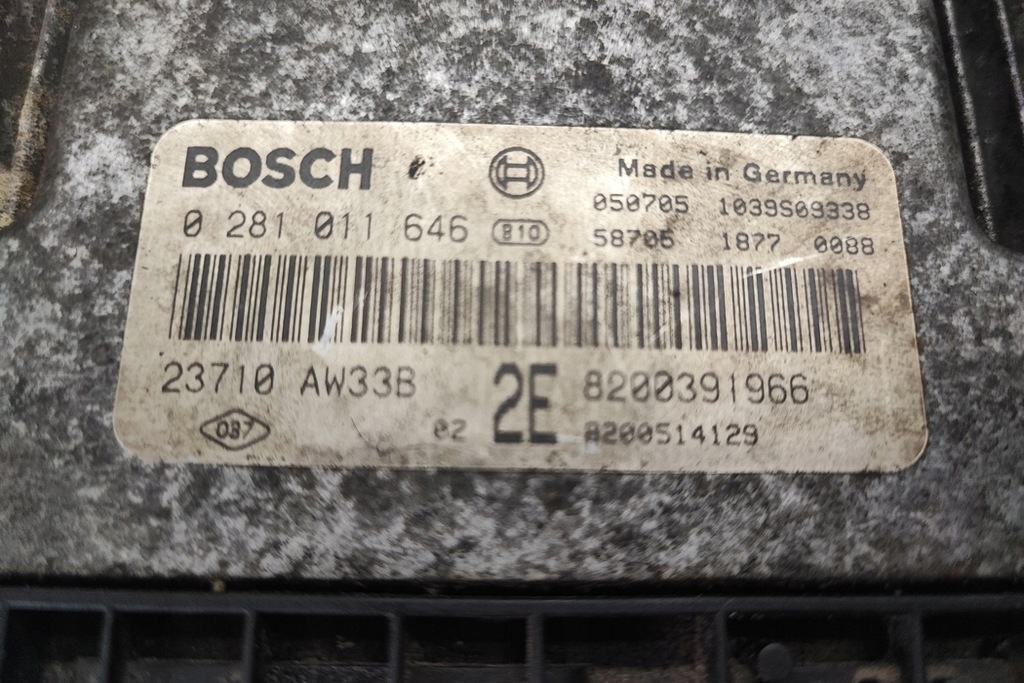 BOSCH
Made in Germany
0 281 011 646 B10
050705 1039S09338
58705 1877 0088
23710 AW33B 2E 8200391966
087 02 8200514129